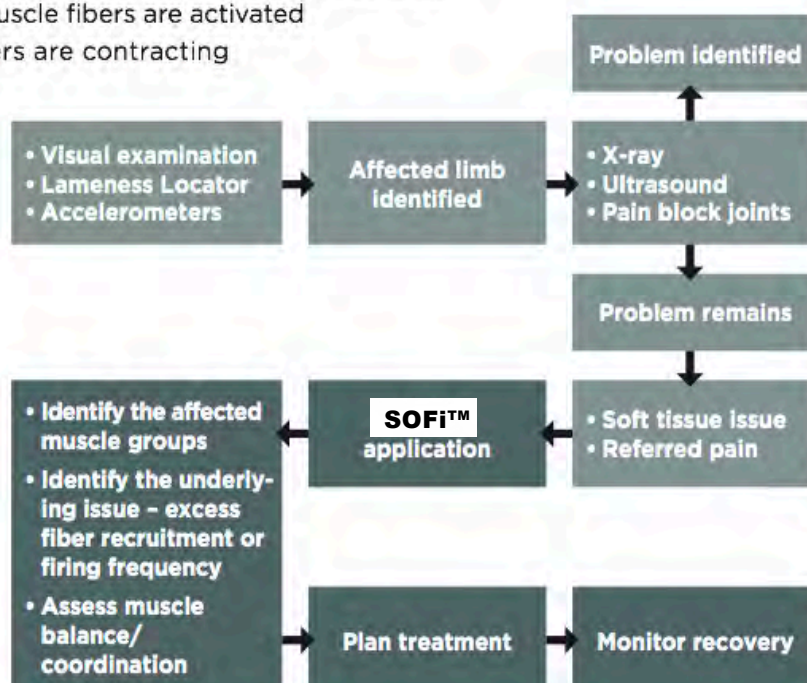 uscle fibers are activated
ers are contracting
Problem identified
• Visual examination
• Lameness Locator
• Accelerometers
Affected limb
identified
• X-ray
• Ultrasound
• Pain block joints
Problem remains
• Soft tissue issue
• Referred pain
SOFi™
application
• Identify the affected
muscle groups
• Identify the underly-
ing issue – excess
fiber recruitment or
firing frequency
• Assess muscle
balance/
coordination
Plan treatment
Monitor recovery